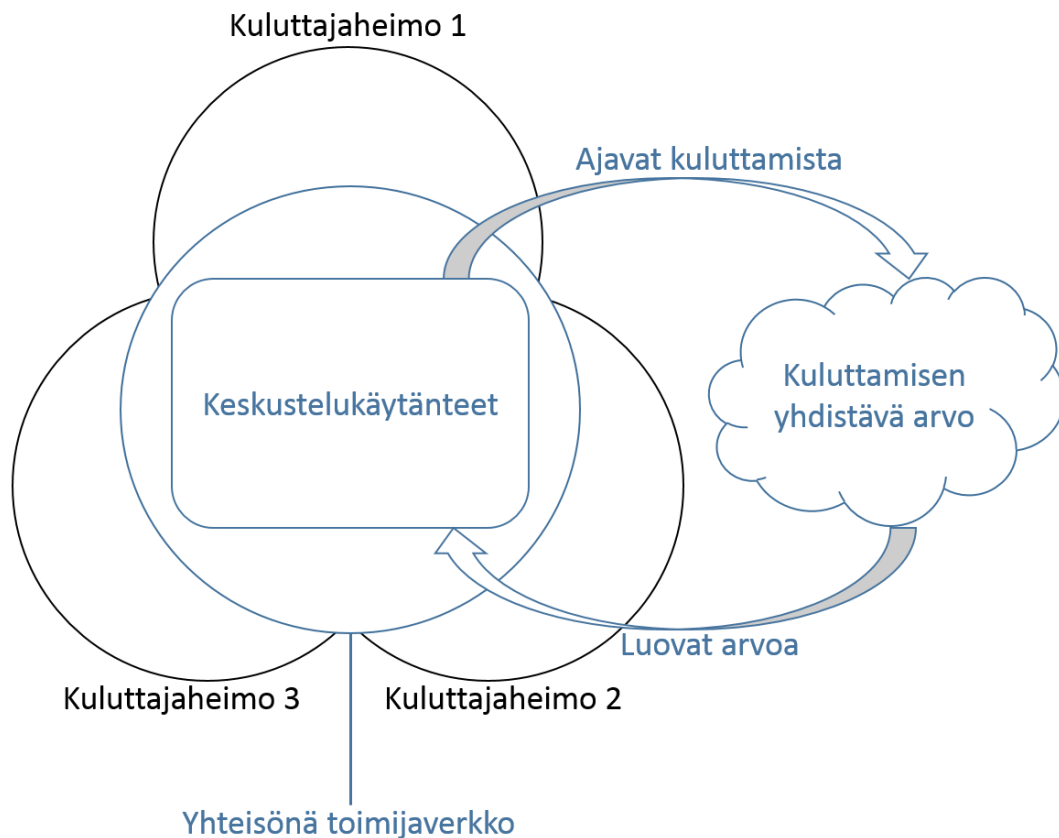 Kuluttajaheimo 1
Ajavat kuluttamista
Keskustelukäytänteet
Kuluttamisen
yhdistävä arvo
Luovat arvoa
Kuluttajaheimo 3
Kuluttajaheimo 2
Yhteisönä toimijaverkko